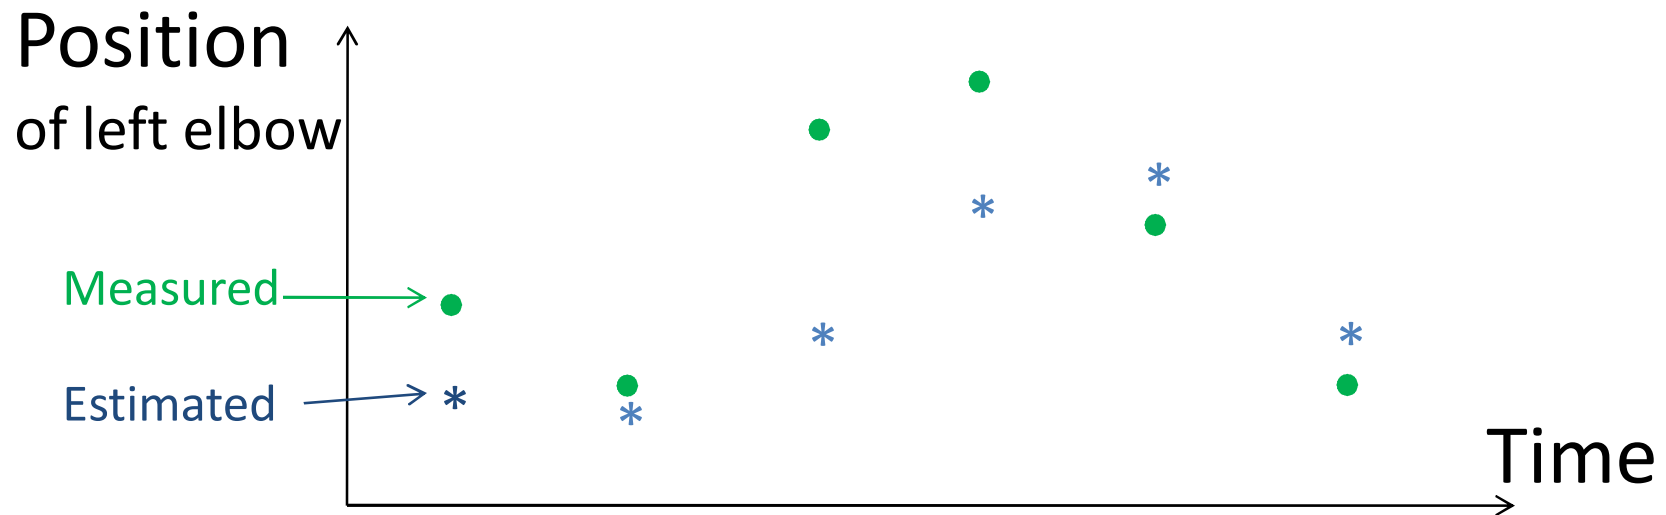 Position
of left elbow
Measured
Estimated
Time